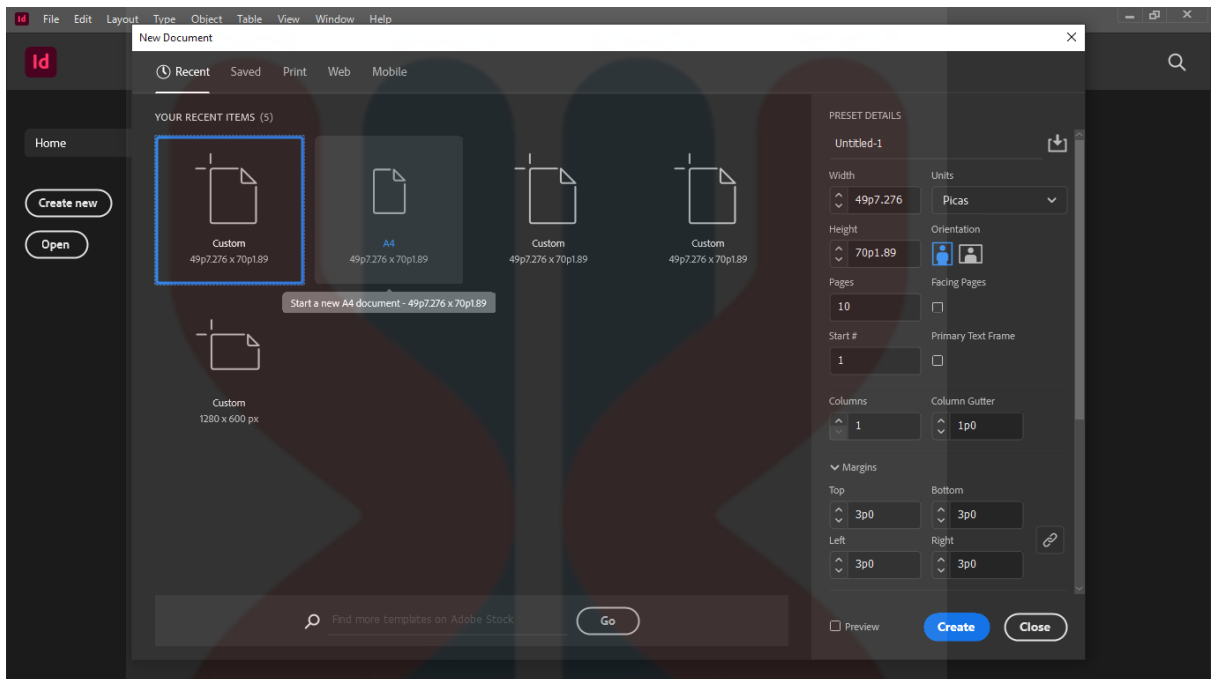 Id File Edit Layout Type Object Table View Window Help
New Document
Id
Recent Saved Print Web Mobile
YOUR RECENT ITEMS (5)
Home
Create new
Open
Custom
49p7.276 x 70p1.89
A4
49p7.276 x 70p1.89
Custom
49p7.276 x 70p1.89
Custom
49p7.276 x 70p1.89
Start a new A4 document - 49p7.276 x 70p1.89
Custom
1280 x 600 px
Find more templates on Adobe Stock Go
PRESET DETAILS
Untitled-1
Width Units
49p7.276 Picas
Height Orientation
70p1.89
Pages Facing Pages
10
Start # Primary Text Frame
1
Columns Column Gutter
1 1p0
Margins
Top Bottom
3p0 3p0
Left Right
3p0 3p0
Preview Create Close